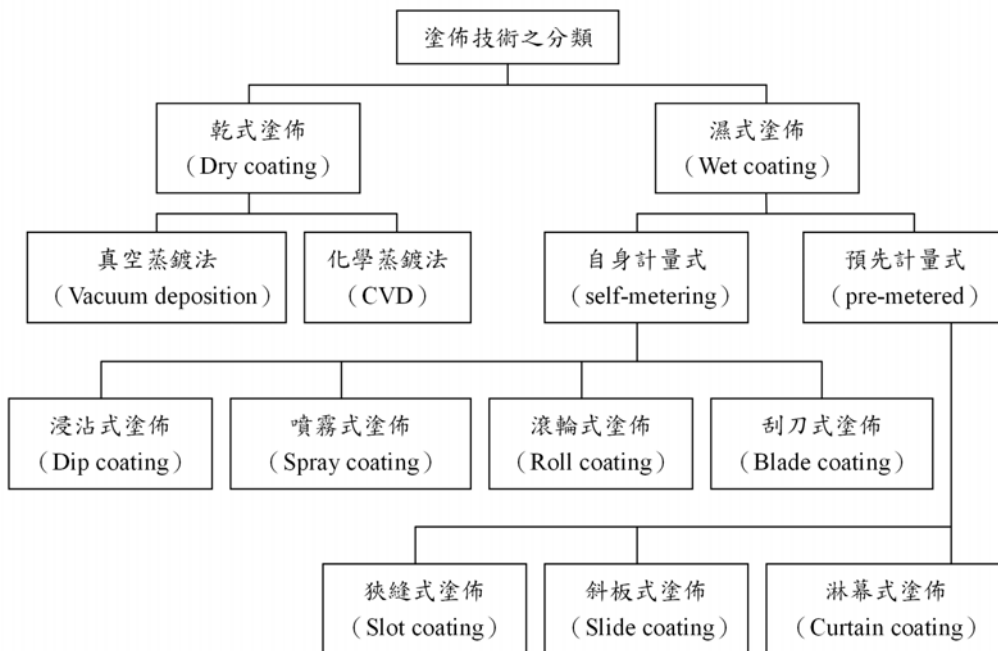 塗佈技術之分類
乾式塗佈
（Dry coating）
濕式塗佈
（Wet coating）
真空蒸鍍法
（Vacuum deposition）
化學蒸鍍法
（CVD）
自身計量式
（self-metering）
預先計量式
（pre-metered）
浸沾式塗佈
（Dip coating）
噴霧式塗佈
（Spray coating）
滾輪式塗佈
（Roll coating）
刮刀式塗佈
（Blade coating）
狹縫式塗佈
（Slot coating）
斜板式塗佈
（Slide coating）
淋幕式塗佈
（Curtain coating）